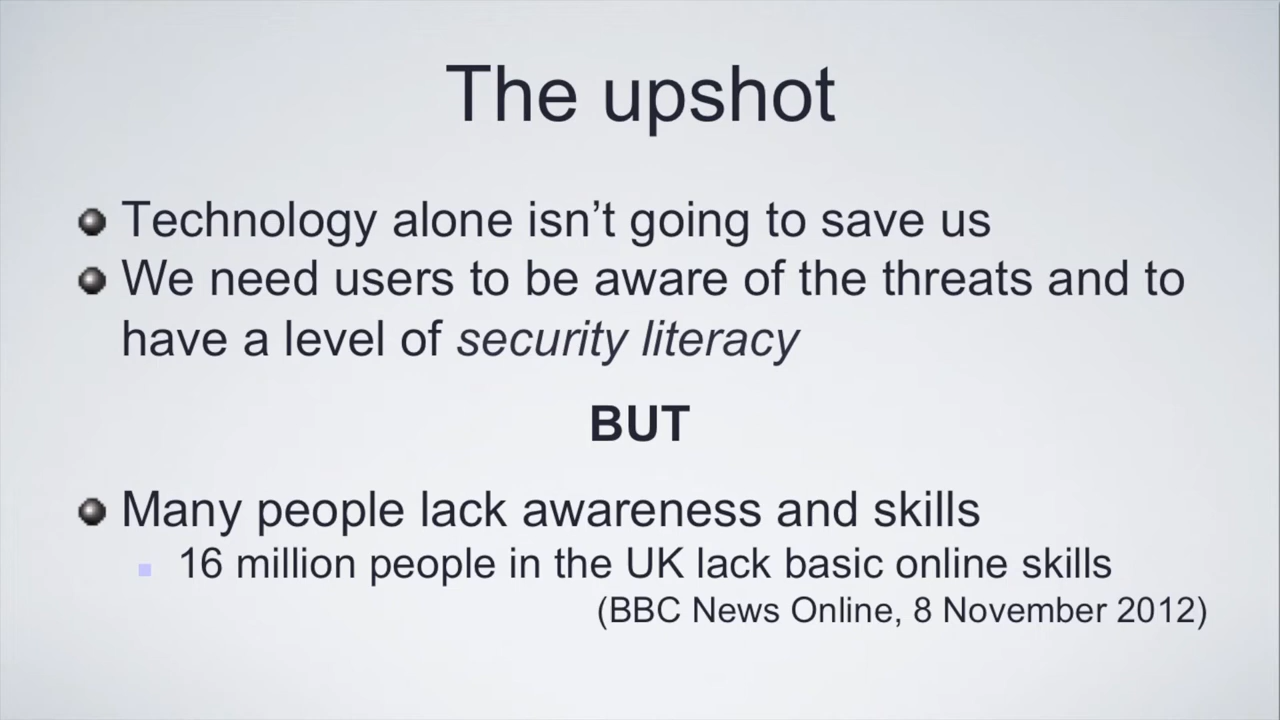 The upshot
Technology alone isn’t going to save us
We need users to be aware of the threats and to
have a level of security literacy
BUT
Many people lack awareness and skills
16 million people in the UK lack basic online skills
(BBC News Online, 8 November 2012)